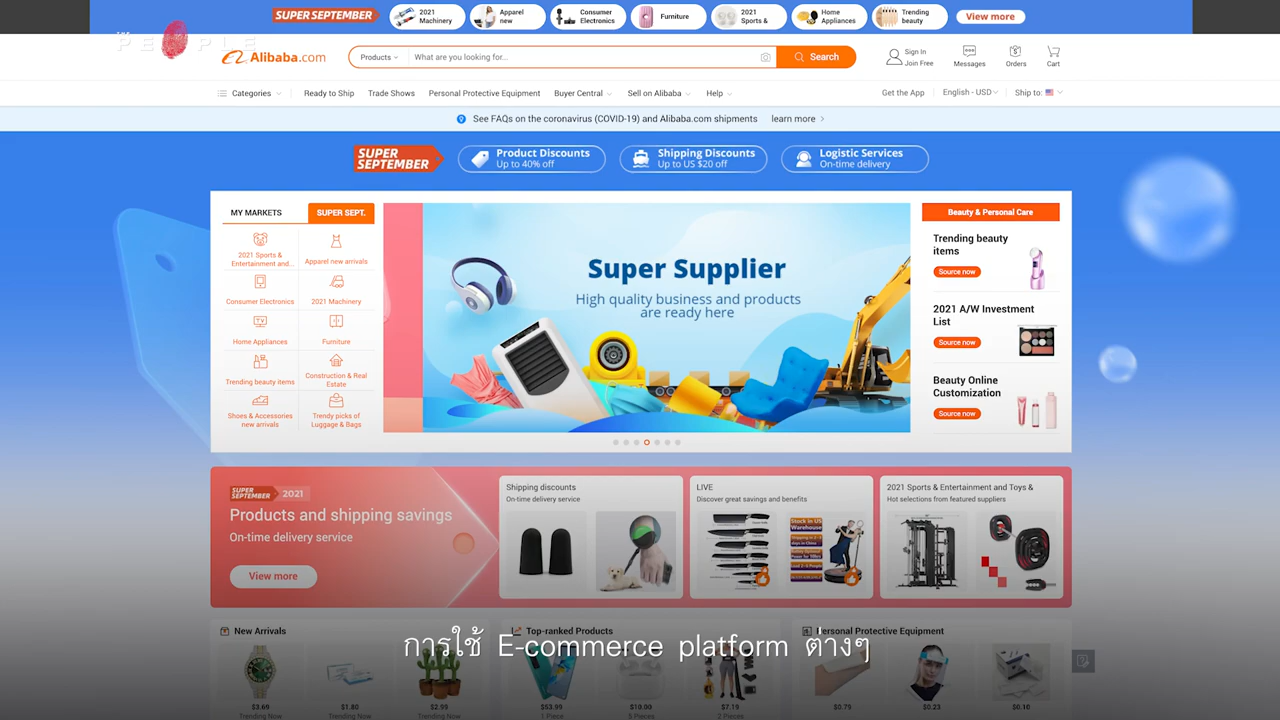 SUPER SEPTEMBER
2021
Machinery
Apparel
new
Consumer
Electronics
Furniture
2021
Sports &
Home
Appliances
Trending
beauty
View more
PEOPLE
Alibaba.com
Products
What are you looking for...
Search
Sign In
Join Free
Messages
Orders
Cart
Categories
Ready to Ship
Trade Shows
Personal Protective Equipment
Buyer Central
Sell on Alibaba
Help
Get the App
English - USD
Ship to:
See FAQs on the coronavirus (COVID-19) and Alibaba.com shipments
learn more
SUPER
SEPTEMBER
Product Discounts
Up to 40% off
Shipping Discounts
Up to US $20 off
Logistic Services
On-time delivery
MY MARKETS
SUPER SEPT.
2021 Sports &
Entertainment and...
Apparel new arrivals
Consumer Electronics
2021 Machinery
Home Appliances
Furniture
Trending beauty items
Construction & Real
Estate
Shoes & Accessories
new arrivals
Trendy picks of
Luggage & Bags
Super Supplier
High quality business and products
are ready here
Beauty & Personal Care
Trending beauty
items
Source now
2021 A/W Investment
List
Source now
Beauty Online
Customization
Source now
SUPER
SEPTEMBER
2021
Products and shipping savings
On-time delivery service
View more
Shipping discounts
On-time delivery service
LIVE
Discover great savings and benefits
Stock in US
Warehouse
2021 Sports & Entertainment and Toys &
Hot selections from featured suppliers
New Arrivals
Top-ranked Products
Personal Protective Equipment
การใช้ E-commerce platform ต่างๆ
$3.69
Trending Now
$1.80
Trending Now
$2.95
Trending Now
$53.99
1 Piece
$10.00
5 Pieces
$7.19
2 Pieces
$0.75
$0.23
$0.10